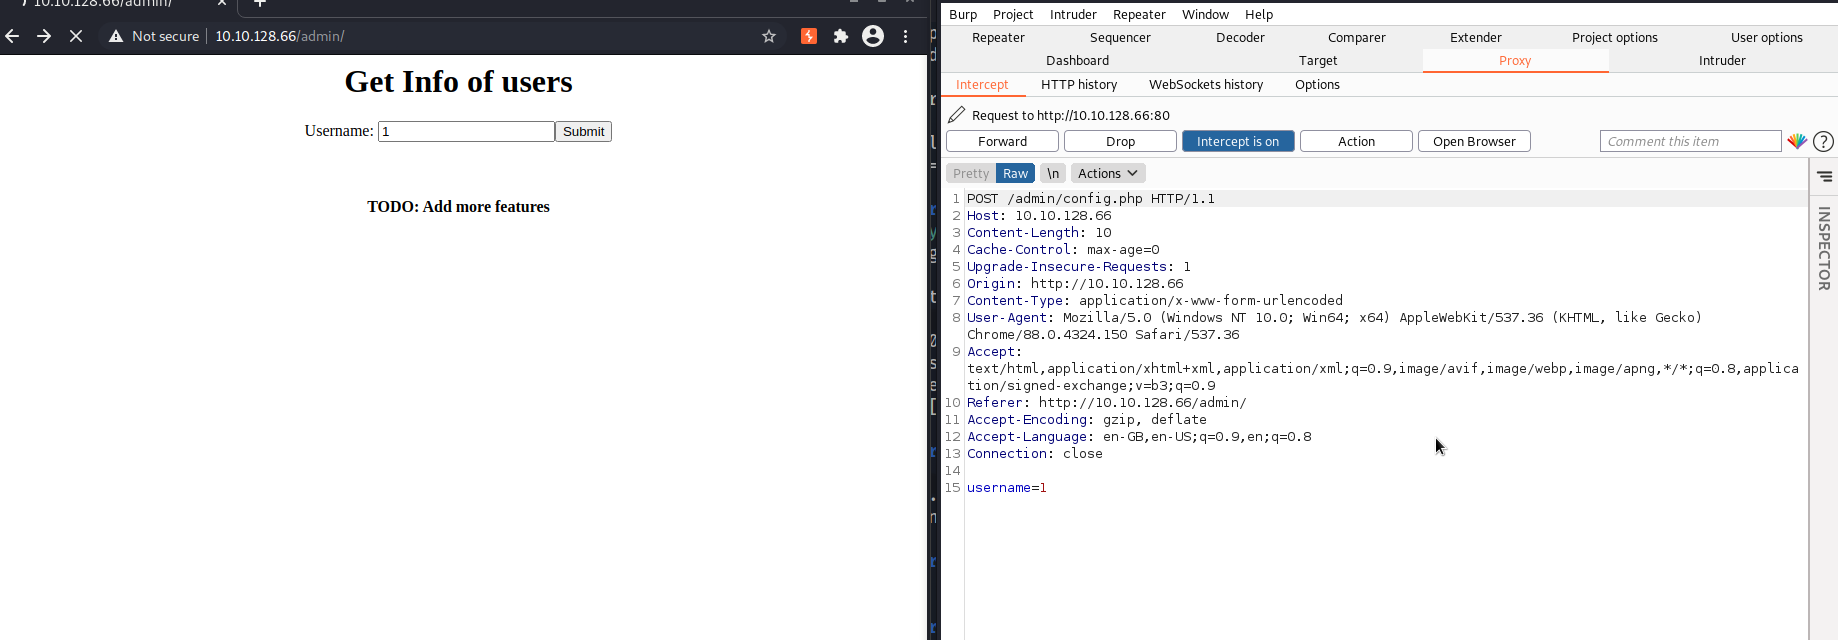 10.10.128.66/admin/
Not secure
10.10.128.66/admin/
Get Info of users
Username: 1 Submit
TODO: Add more features
Burp Project Intruder Repeater Window Help
Repeater Sequencer Decoder Comparer Extender Project options User options
Dashboard Target Proxy Intruder
Intercept HTTP history WebSockets history Options
Request to http://10.10.128.66:80
Forward Drop Intercept is on Action Open Browser Comment this item ?
Pretty Raw \n Actions
INSPECTOR
1 POST /admin/config.php HTTP/1.1
2 Host: 10.10.128.66
3 Content-Length: 10
4 Cache-Control: max-age=0
5 Upgrade-Insecure-Requests: 1
6 Origin: http://10.10.128.66
7 Content-Type: application/x-www-form-urlencoded
8 User-Agent: Mozilla/5.0 (Windows NT 10.0; Win64; x64) AppleWebKit/537.36 (KHTML, like Gecko)
Chrome/88.0.4324.150 Safari/537.36
9 Accept:
text/html,application/xhtml+xml,application/xml;q=0.9,image/avif,image/webp,image/apng,*/*;q=0.8,applica
tion/signed-exchange;v=b3;q=0.9
10 Referer: http://10.10.128.66/admin/
11 Accept-Encoding: gzip, deflate
12 Accept-Language: en-GB,en-US;q=0.9,en;q=0.8
13 Connection: close
14
15 username=1